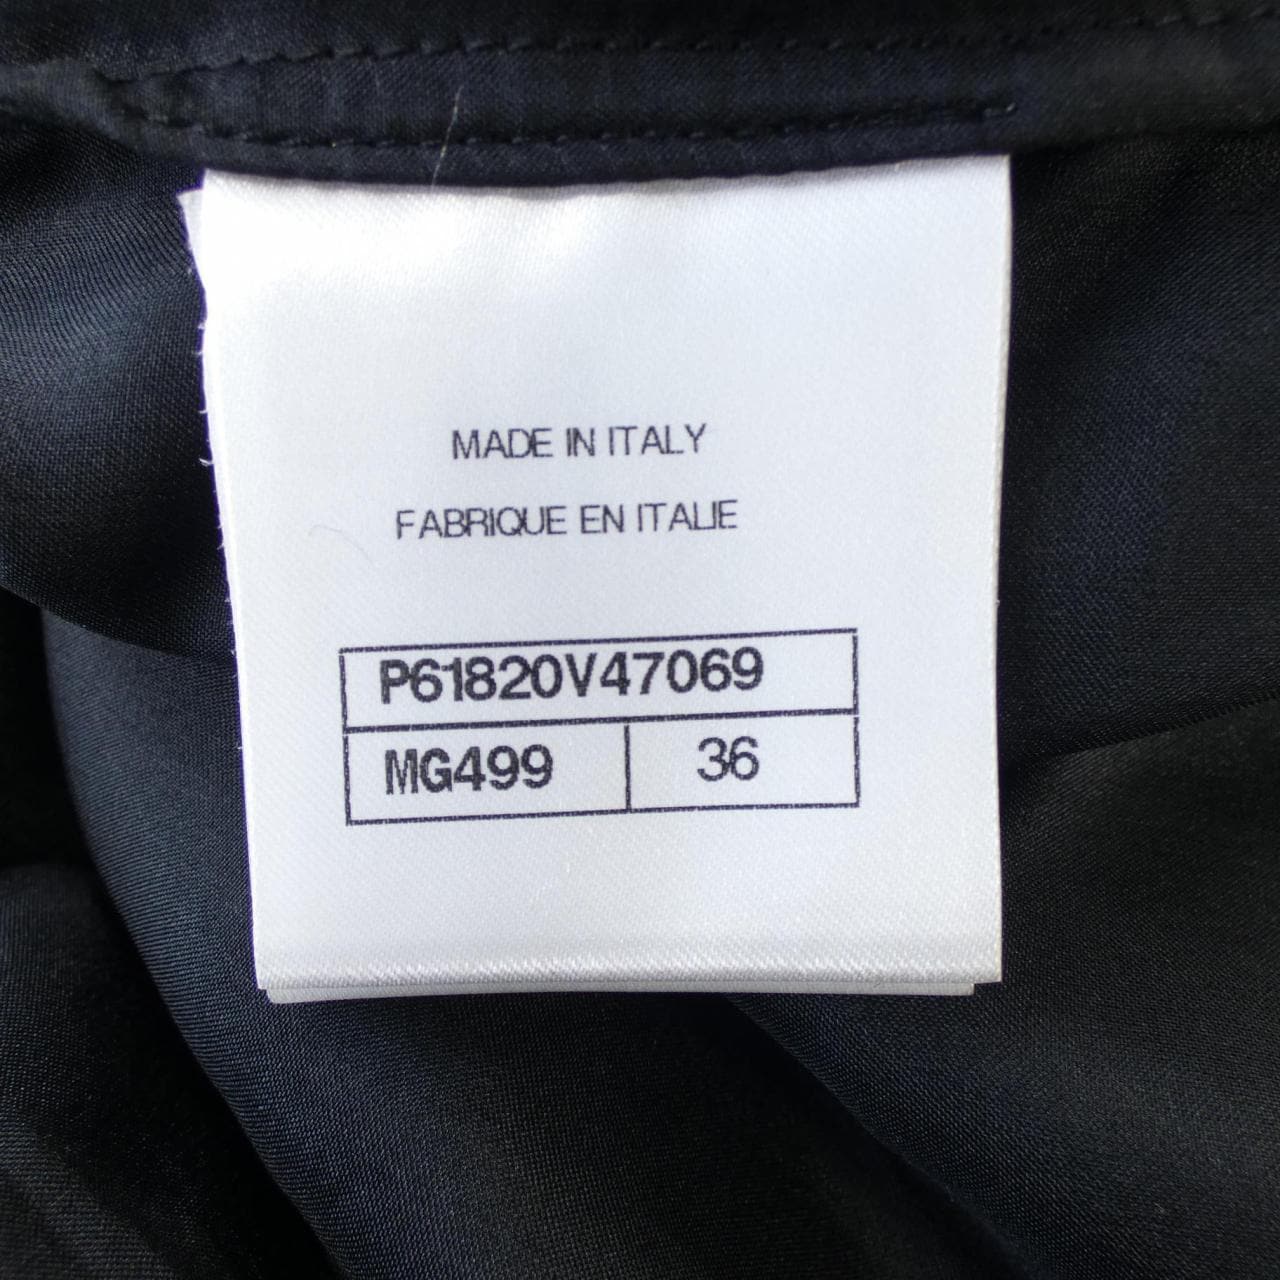 MADE IN ITALY
FABRIQUE EN ITALIE
P61820V47069
MG499 36